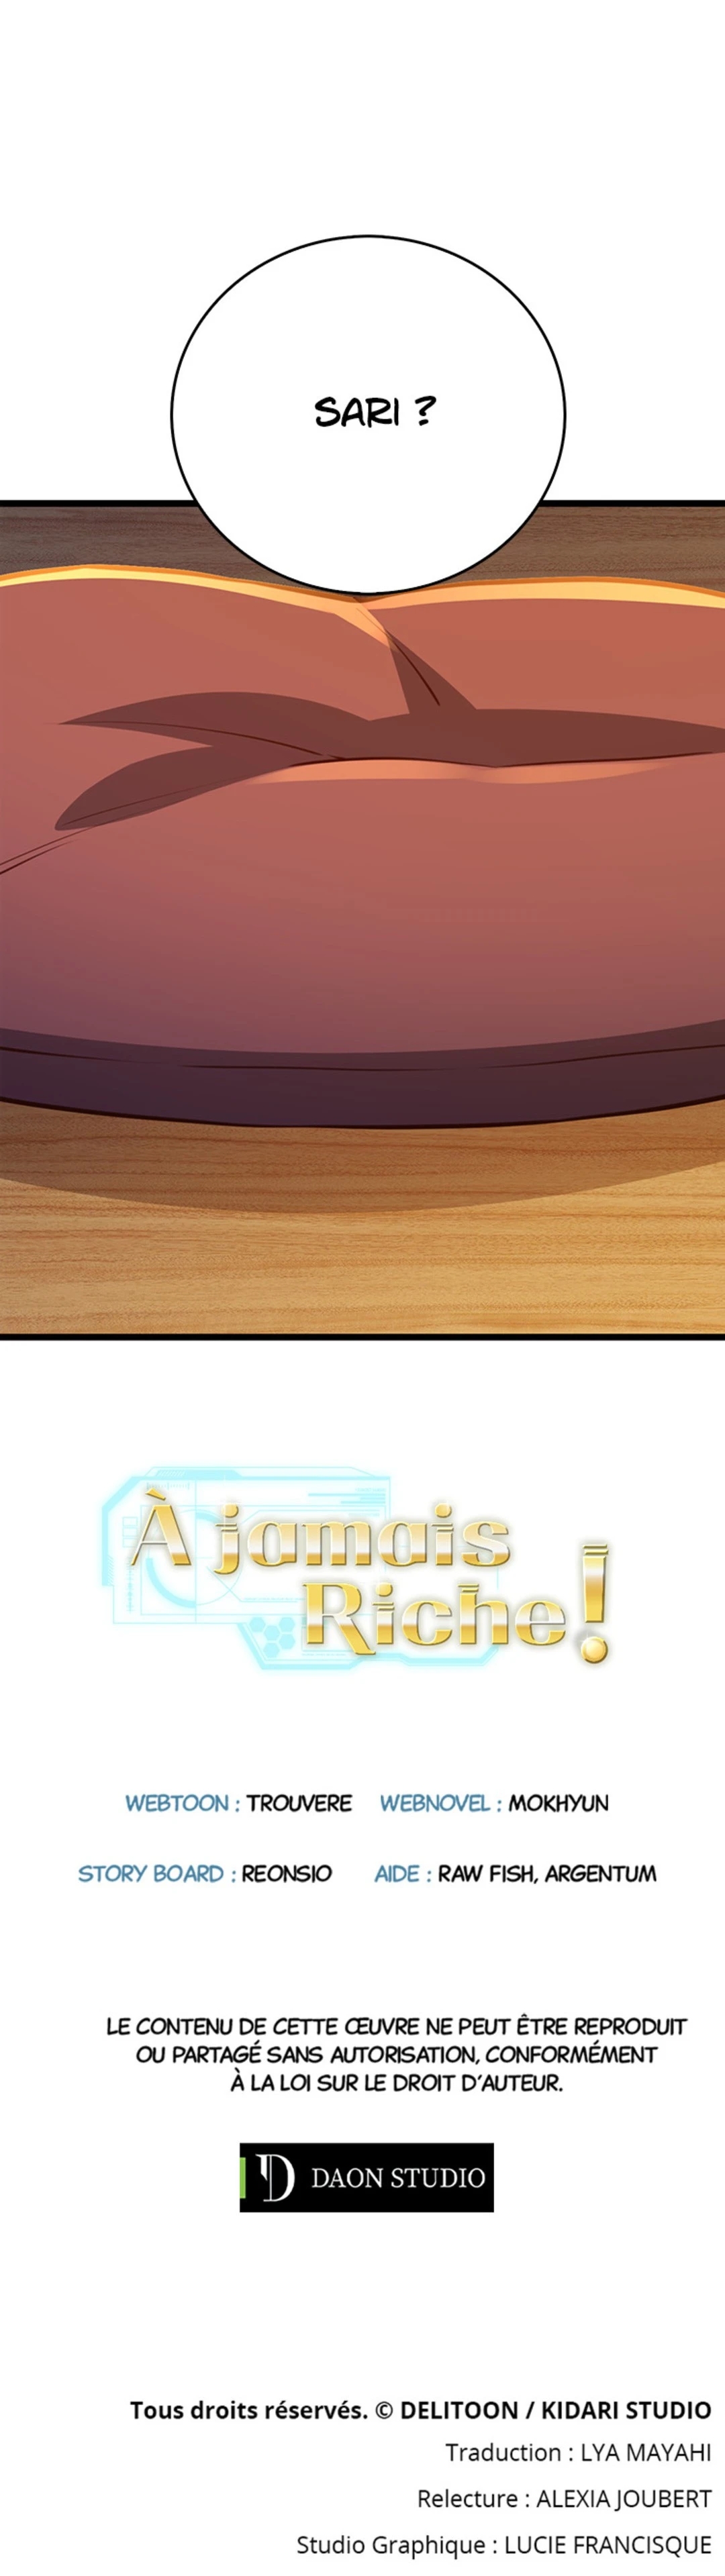 SARI ?
À jamais
Riche !
WEBTOON : TROUVERE WEBNOVEL : MOKHYUN
STORY BOARD : REONSIO AIDE : RAW FISH, ARGENTUM
LE CONTENU DE CETTE ŒUVRE NE PEUT ÊTRE REPRODUIT
OU PARTAGÉ SANS AUTORISATION, CONFORMÉMENT
À LA LOI SUR LE DROIT D'AUTEUR.
DAON STUDIO
Tous droits réservés. © DELITOON / KIDARI STUDIO
Traduction : LYA MAYAHI
Relecture : ALEXIA JOUBERT
Studio Graphique : LUCIE FRANCISQUE